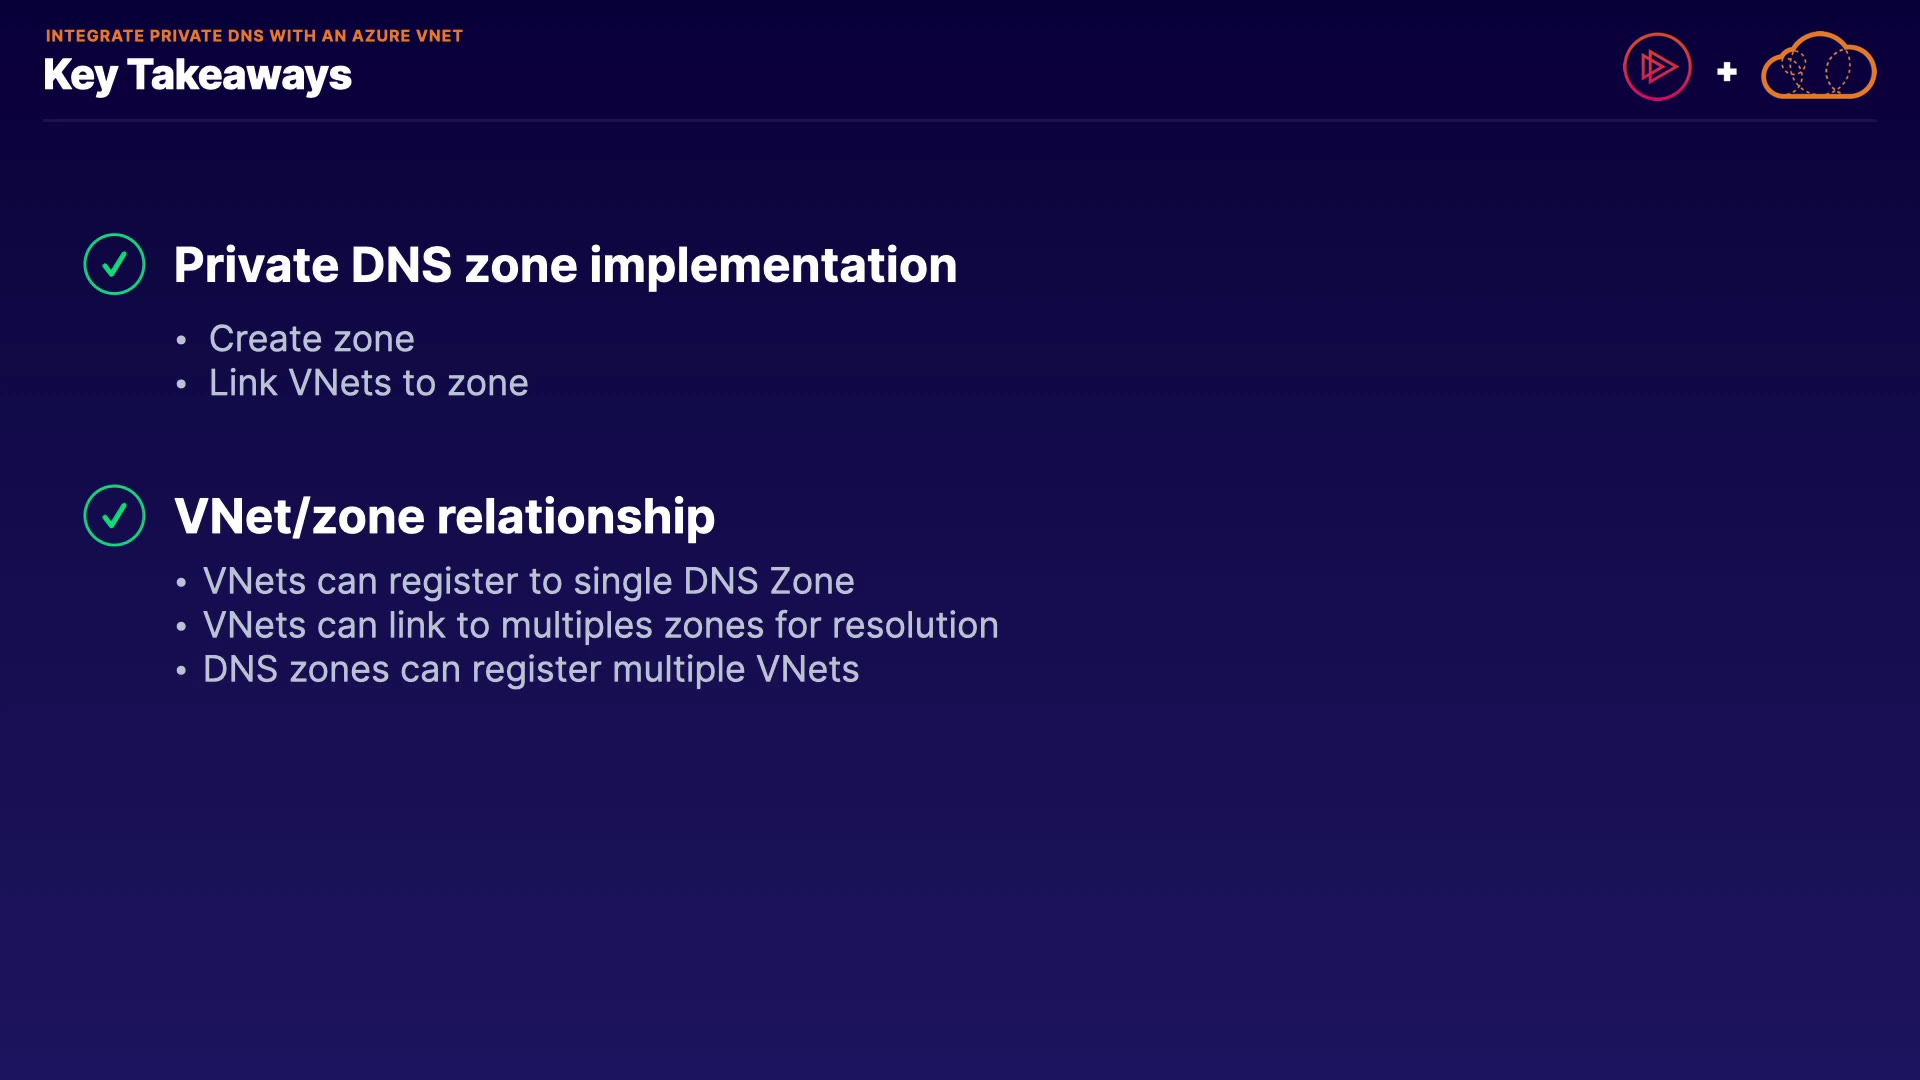 INTEGRATE PRIVATE DNS WITH AN AZURE VNET
Key Takeaways
+
Private DNS zone implementation
• Create zone
• Link VNets to zone
VNet/zone relationship
• VNets can register to single DNS Zone
• VNets can link to multiples zones for resolution
• DNS zones can register multiple VNets